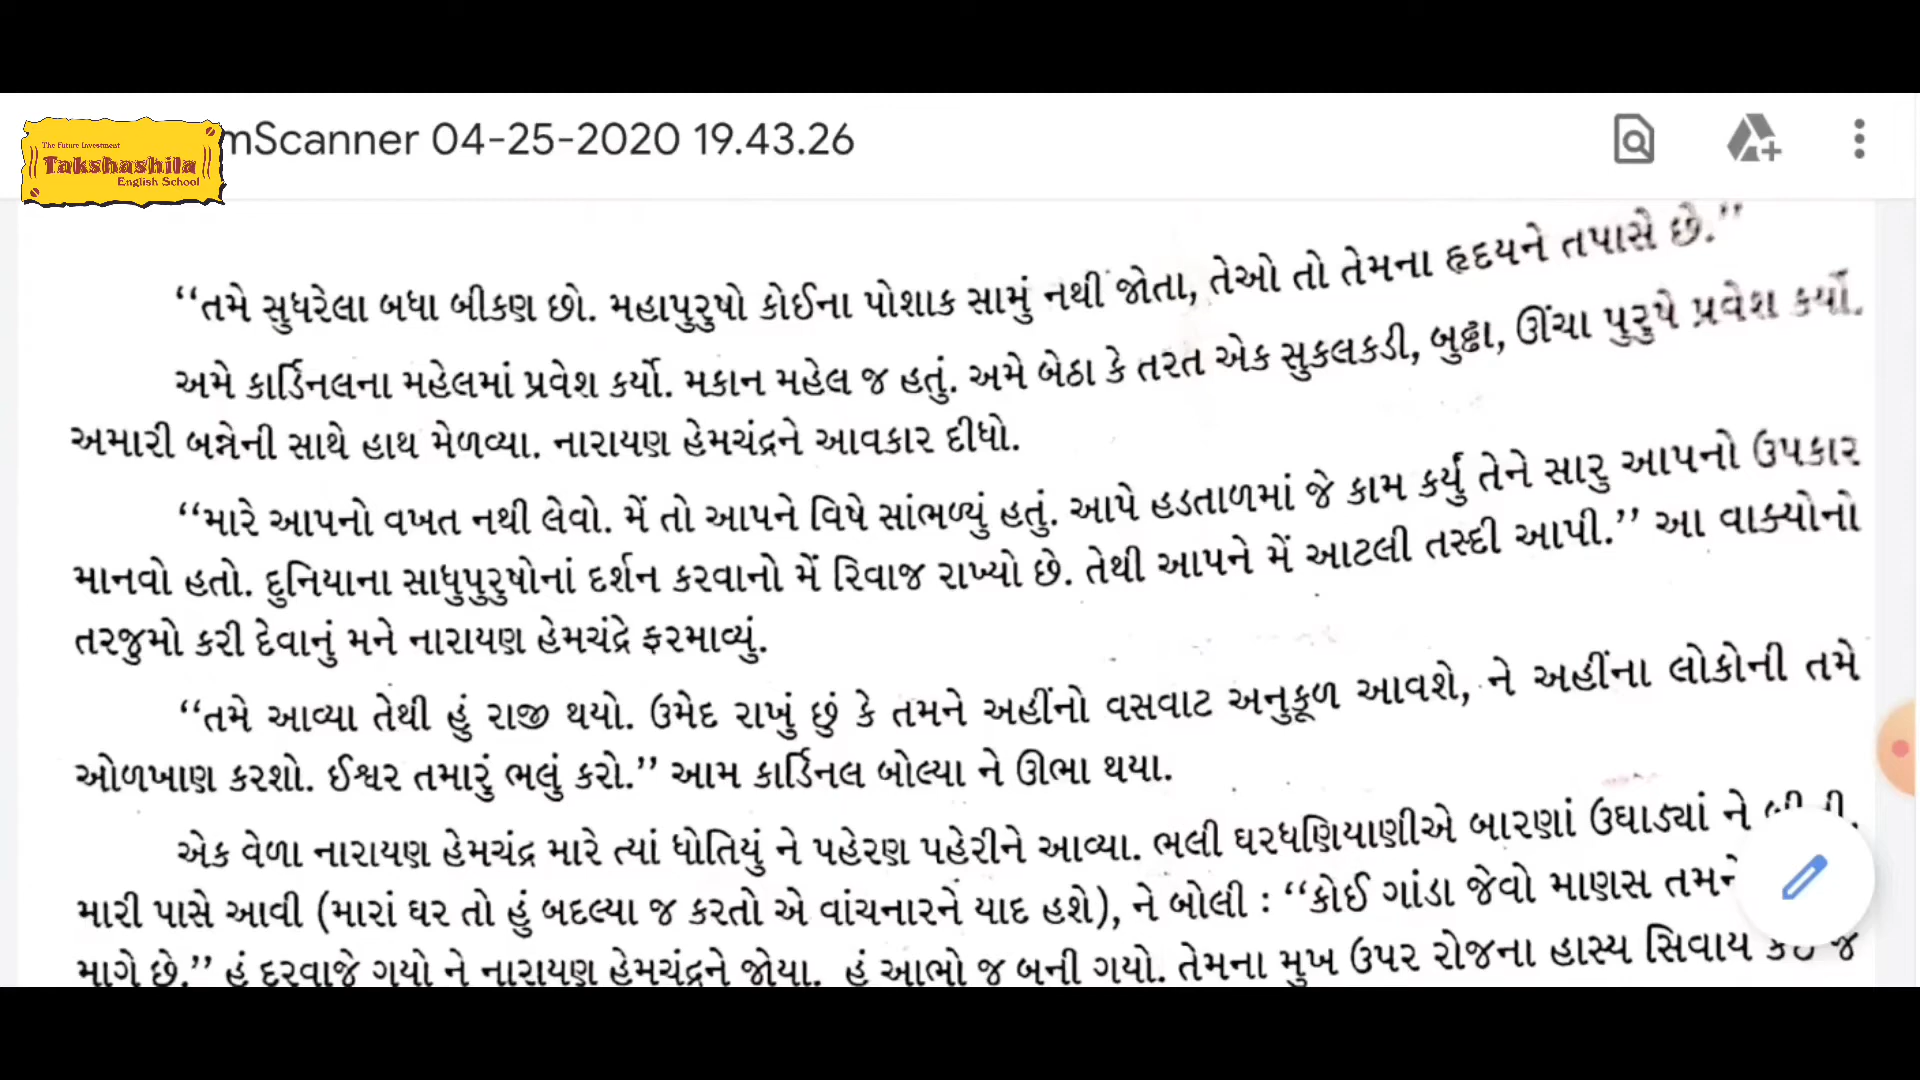 mScanner 04-25-2020 19.43.26
The Future Investment
Takshashila
English School
“તમે સુધરેલા બધા બીકણ છો. મહાપુરુષો કોઈના પોશાક સામું નથી જોતા, તેઓ તો તેમના હૃદયને તપાસે છે.”
અમે કાર્ડિનલના મહેલમાં પ્રવેશ કર્યો. મકાન મહેલ જ હતું. અમે બેઠા કે તરત એક સુકલકડી, બુઢ્ઢા, ઊંચા પુરુષે પ્રવેશ કર્યો.
અમારી બન્નેની સાથે હાથ મેળવ્યા. નારાયણ હેમચંદ્રને આવકાર દીધો.
“મારે આપનો વખત નથી લેવો. મેં તો આપને વિષે સાંભળ્યું હતું. આપે હડતાળમાં જે કામ કર્યું તેને સારુ આપનો ઉપકાર
માનવો હતો. દુનિયાના સાધુપુરુષોનાં દર્શન કરવાનો મેં રિવાજ રાખ્યો છે. તેથી આપને મેં આટલી તસ્દી આપી.” આ વાક્યોનો
તરજુમો કરી દેવાનું મને નારાયણ હેમચંદ્રે ફરમાવ્યું.
“તમે આવ્યા તેથી હું રાજી થયો. ઉમેદ રાખું છું કે તમને અહીંનો વસવાટ અનુકૂળ આવશે, ને અહીંના લોકોની તમે
ઓળખાણ કરશો. ઈશ્વર તમારું ભલું કરો.” આમ કાર્ડિનલ બોલ્યા ને ઊભા થયા.
એક વેળા નારાયણ હેમચંદ્ર મારે ત્યાં ધોતિયું ને પહેરણ પહેરીને આવ્યા. ભલી ઘરધણિયાણીએ બારણાં ઉઘાડ્યાં ને
મારી પાસે આવી (મારાં ઘર તો હું બદલ્યા જ કરતો એ વાંચનારને યાદ હશે), ને બોલી : “કોઈ ગાંડા જેવો માણસ તમને
માગે છે.” હું દરવાજે ગયો ને નારાયણ હેમચંદ્રને જોયા. હું આભો જ બની ગયો. તેમના મુખ ઉપર રોજના હાસ્ય સિવાય કંઈ જ